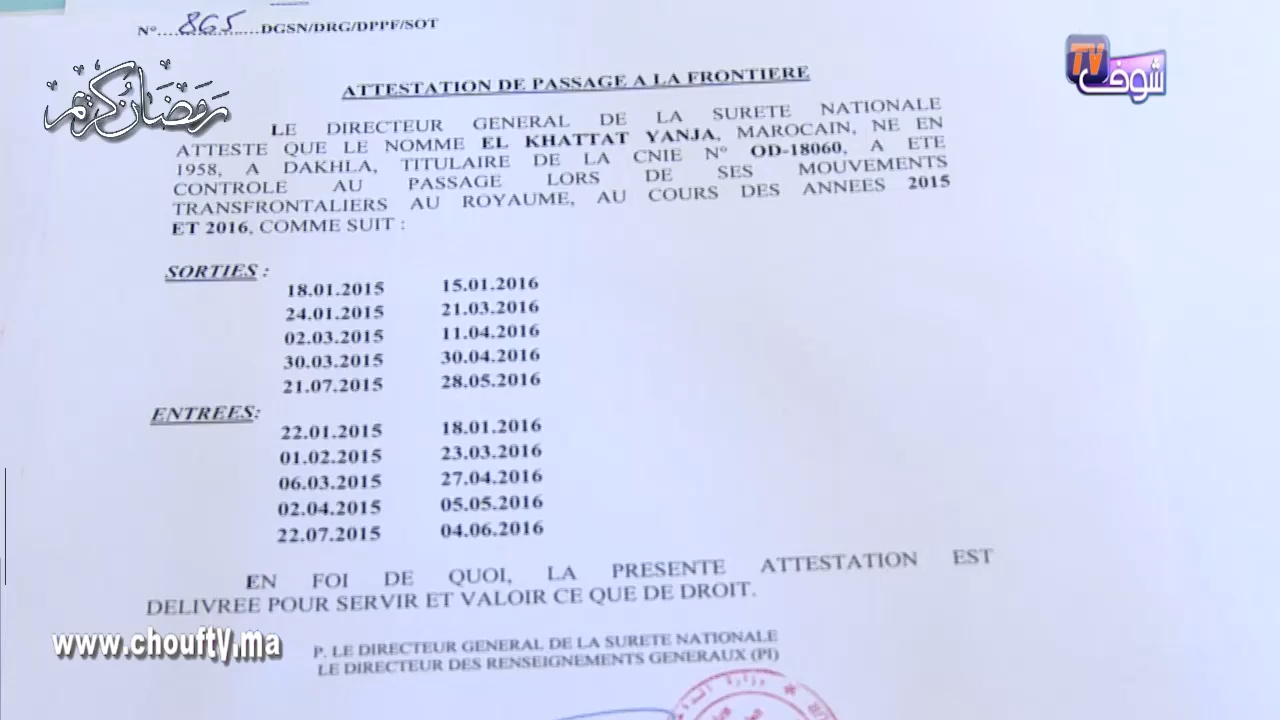 N°....865....DGSN/DRG/DPPF/SOT
رمضان كريم
TV
شوف
ATTESTATION DE PASSAGE A LA FRONTIERE
LE DIRECTEUR GENERAL DE LA SURETE NATIONALE
ATTESTE QUE LE NOMME EL KHATTAT YANJA, MAROCAIN, NE EN
1958, A DAKHLA, TITULAIRE DE LA CNIE N° OD-18060, A ETE
CONTROLE AU PASSAGE LORS DE SES MOUVEMENTS
TRANSFRONTALIERS AU ROYAUME, AU COURS DES ANNEES 2015
ET 2016, COMME SUIT :
SORTIES :
18.01.2015 15.01.2016
24.01.2015 21.03.2016
02.03.2015 11.04.2016
30.03.2015 30.04.2016
21.07.2015 28.05.2016
ENTREES:
22.01.2015 18.01.2016
01.02.2015 23.03.2016
06.03.2015 27.04.2016
02.04.2015 05.05.2016
22.07.2015 04.06.2016
EN FOI DE QUOI, LA PRESENTE ATTESTATION EST
DELIVREE POUR SERVIR ET VALOIR CE QUE DE DROIT.
www.chouftv.ma
P. LE DIRECTEUR GENERAL DE LA SURETE NATIONALE
LE DIRECTEUR DES RENSEIGNEMENTS GENERAUX (PI)
وزارة